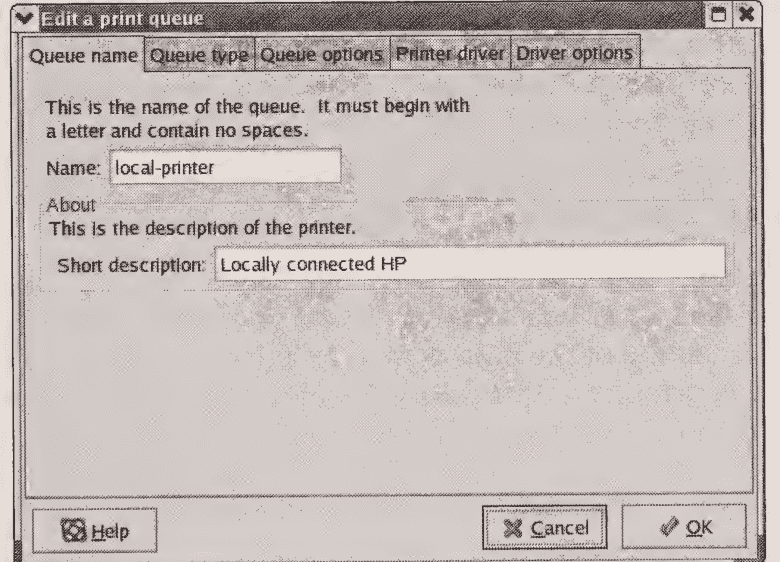 Edit a print queue
Queue name Queue type Queue options Printer driver Driver options
This is the name of the queue. It must begin with
a letter and contain no spaces.
Name: local-printer
About
This is the description of the printer.
Short description: Locally connected HP
Help Cancel OK